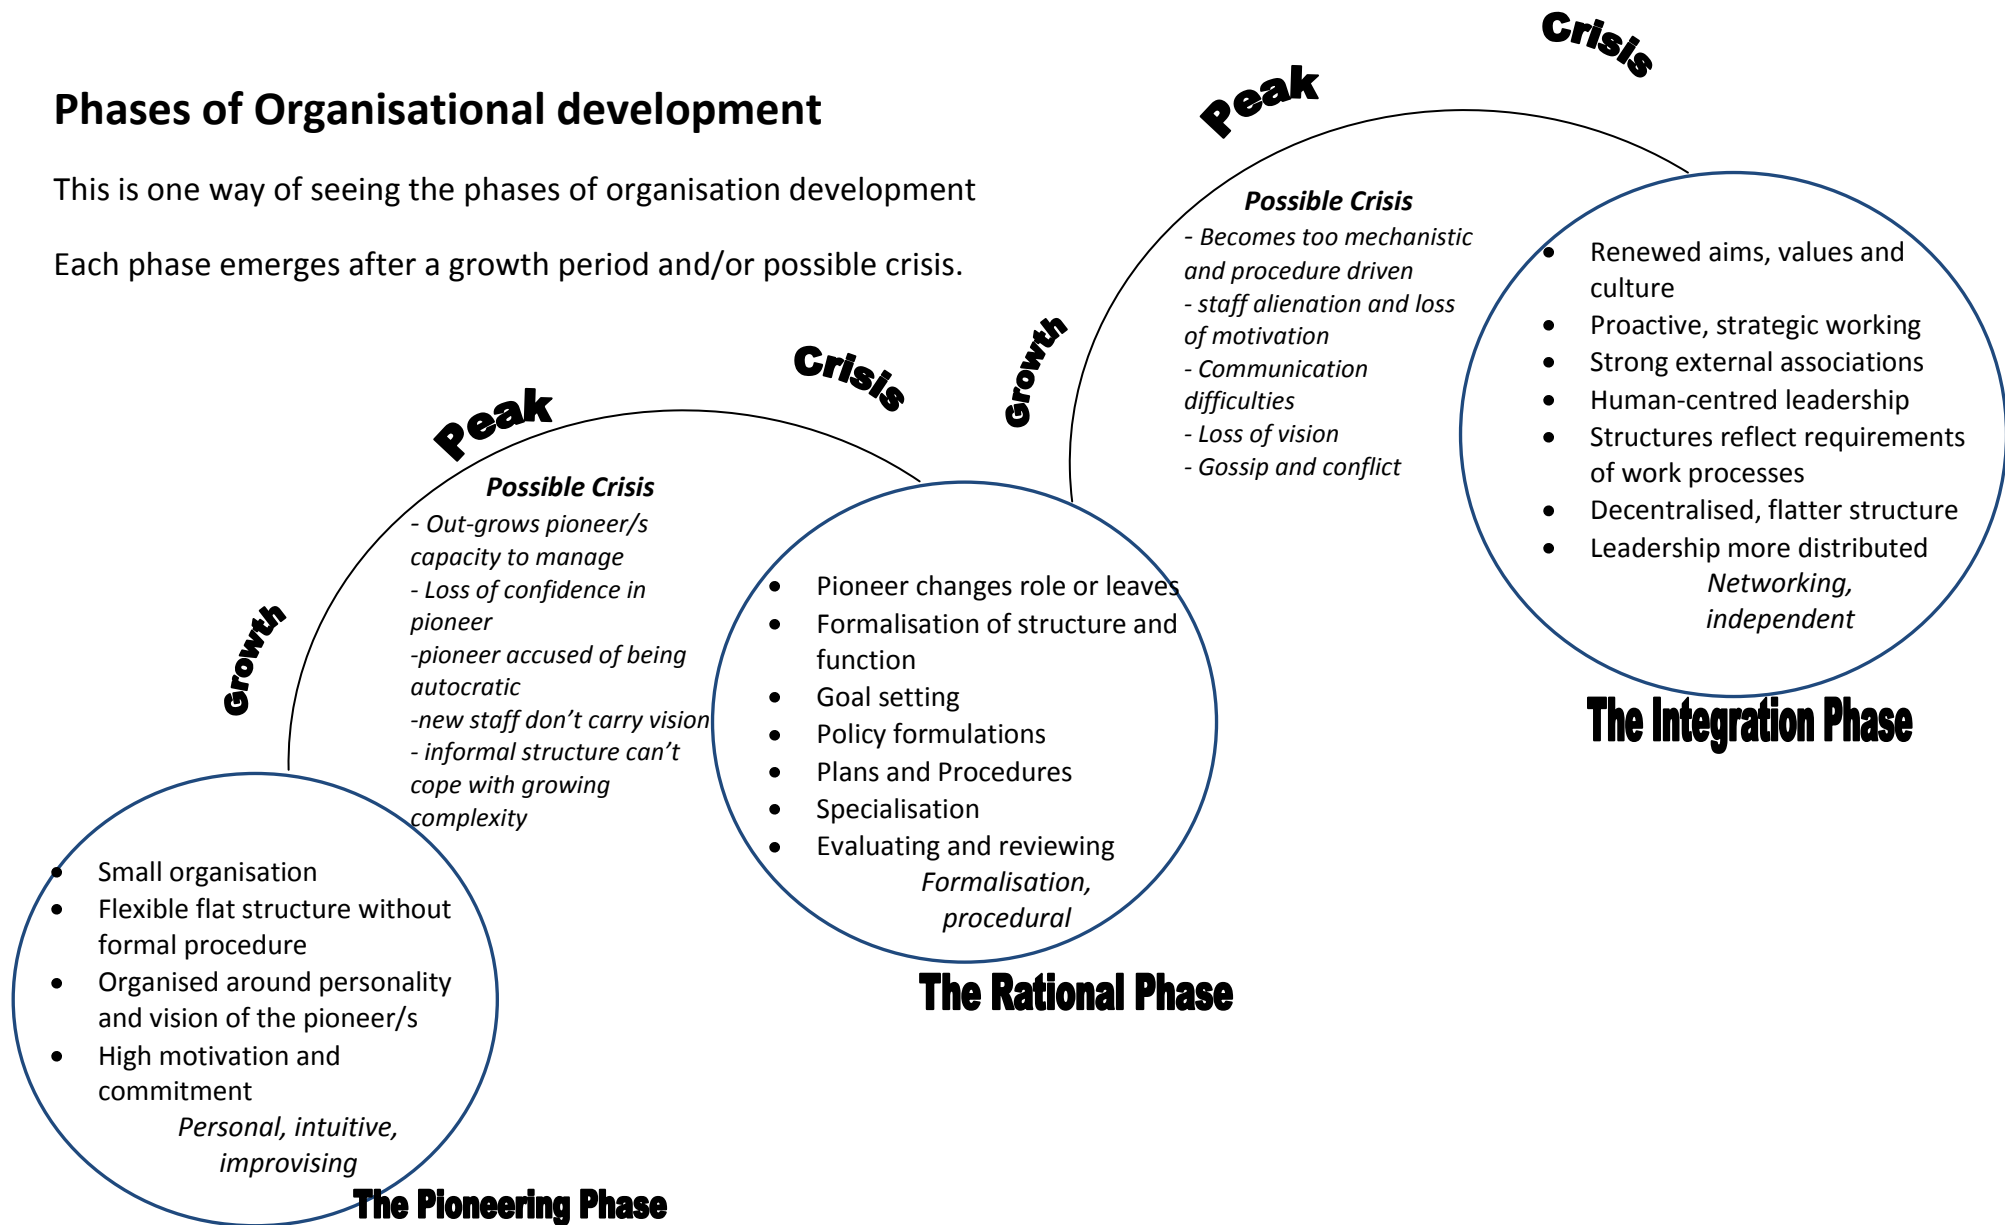 Phases of Organisational development
This is one way of seeing the phases of organisation development
Each phase emerges after a growth period and/or possible crisis.
Growth
Peak
Crisis
Possible Crisis
- Out-grows pioneer/s
capacity to manage
- Loss of confidence in
pioneer
-pioneer accused of being
autocratic
-new staff don’t carry vision
- informal structure can’t
cope with growing
complexity
• Small organisation
• Flexible flat structure without
formal procedure
• Organised around personality
and vision of the pioneer/s
• High motivation and
commitment
Personal, intuitive,
improvising
The Pioneering Phase
Growth
Peak
Crisis
Possible Crisis
- Becomes too mechanistic
and procedure driven
- staff alienation and loss
of motivation
- Communication
difficulties
- Loss of vision
- Gossip and conflict
• Pioneer changes role or leaves
• Formalisation of structure and
function
• Goal setting
• Policy formulations
• Plans and Procedures
• Specialisation
• Evaluating and reviewing
Formalisation,
procedural
The Rational Phase
• Renewed aims, values and
culture
• Proactive, strategic working
• Strong external associations
• Human-centred leadership
• Structures reflect requirements
of work processes
• Decentralised, flatter structure
• Leadership more distributed
Networking,
independent
The Integration Phase